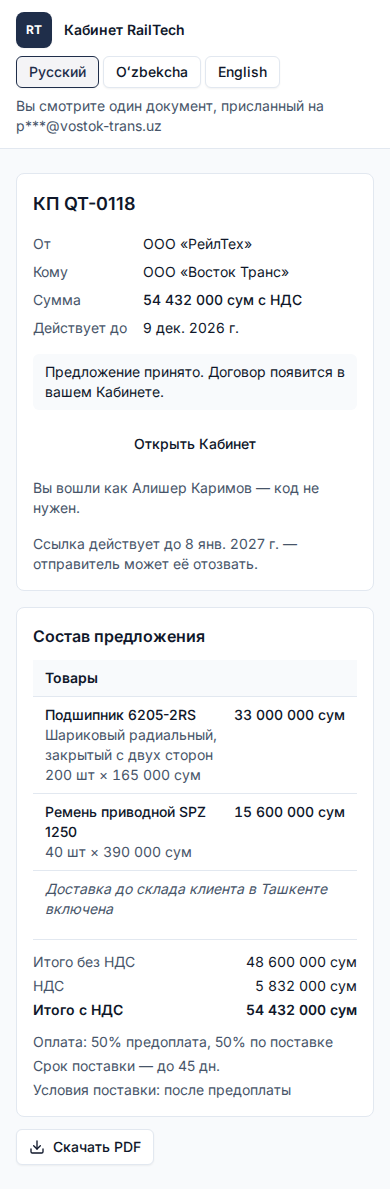 RT
Кабинет RailTech
Русский
Oʻzbekcha
English
Вы смотрите один документ, присланный на
p***@vostok-trans.uz
КП QT-0118
От ООО «РейлТех»
Кому ООО «Восток Транс»
Сумма 54 432 000 сум с НДС
Действует до 9 дек. 2026 г.
Предложение принято. Договор появится в
вашем Кабинете.
Открыть Кабинет
Вы вошли как Алишер Каримов — код не
нужен.
Ссылка действует до 8 янв. 2027 г. —
отправитель может её отозвать.
Состав предложения
Товары
Подшипник 6205-2RS 33 000 000 сум
Шариковый радиальный,
закрытый с двух сторон
200 шт × 165 000 сум
Ремень приводной SPZ 15 600 000 сум
1250
40 шт × 390 000 сум
Доставка до склада клиента в Ташкенте
включена
Итого без НДС 48 600 000 сум
НДС 5 832 000 сум
Итого с НДС 54 432 000 сум
Оплата: 50% предоплата, 50% по поставке
Срок поставки — до 45 дн.
Условия поставки: после предоплаты
Скачать PDF